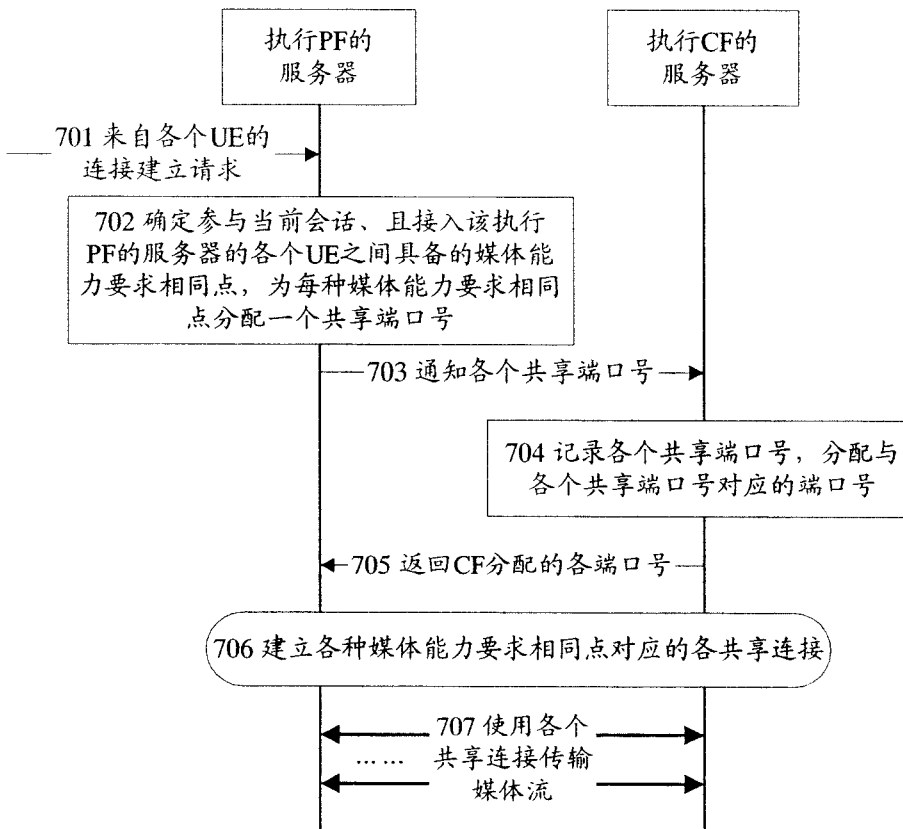 执行PF的
服务器
执行CF的
服务器
701 来自各个UE的
连接建立请求
702 确定参与当前会话、且接入该执行
PF的服务器的各个UE之间具备的媒体能
力要求相同点，为每种媒体能力要求相同
点分配一个共享端口号
703 通知各个共享端口号
704 记录各个共享端口号，分配与
各个共享端口号对应的端口号
705 返回CF分配的各端口号
706 建立各种媒体能力要求相同点对应的各共享连接
707 使用各个
…… 共享连接传输
媒体流